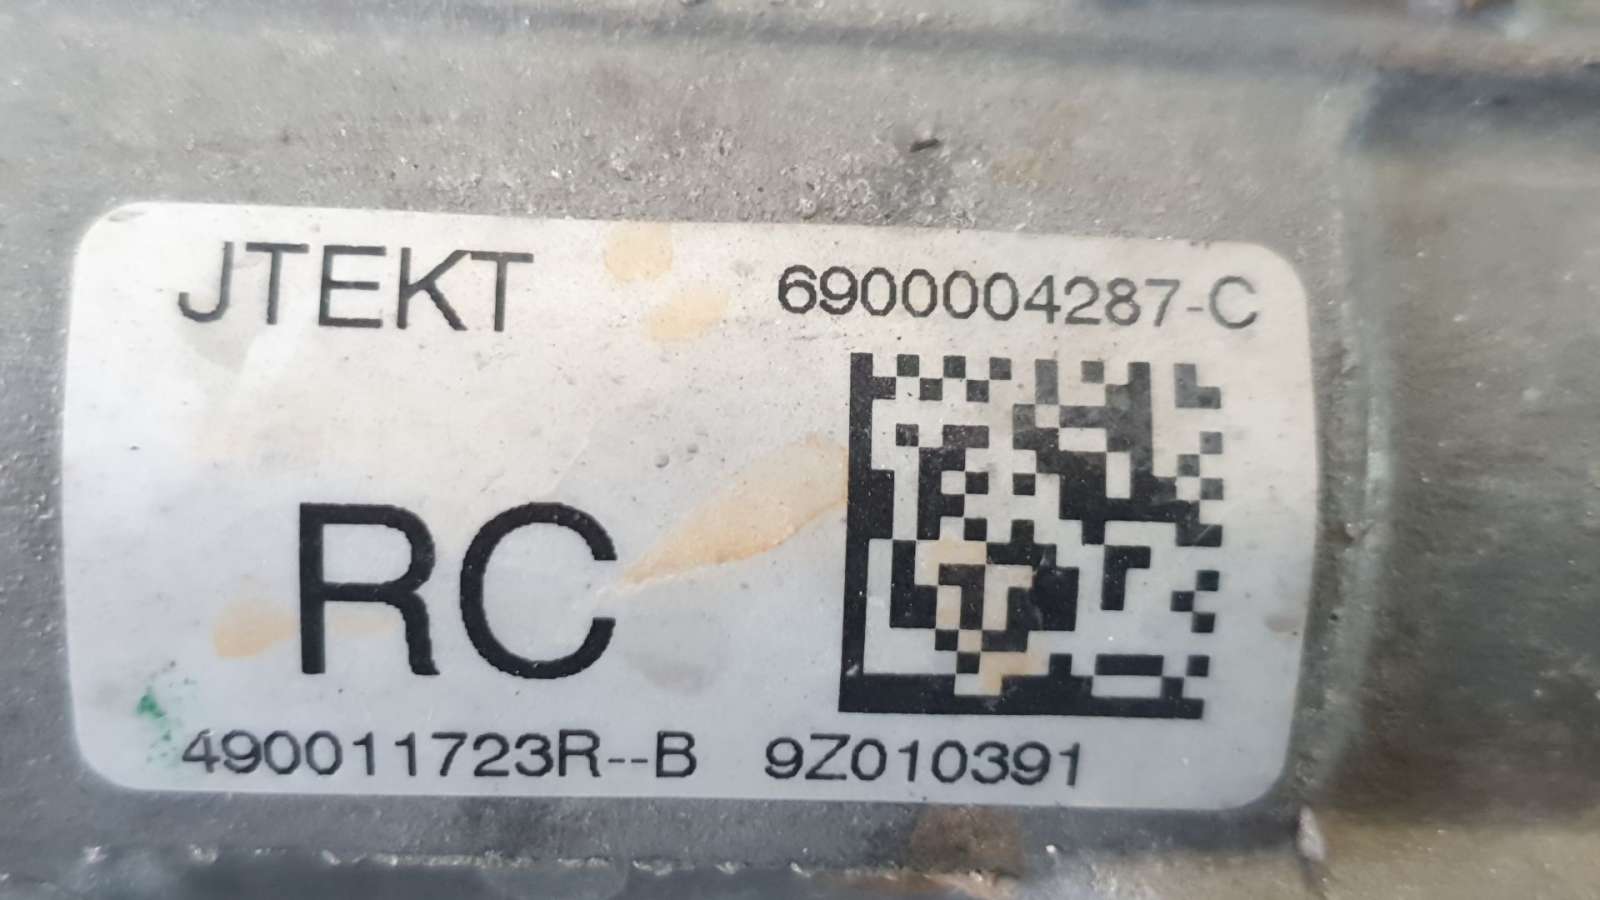 JTEKT 6900004287-C
RC
490011723R--B 9Z010391